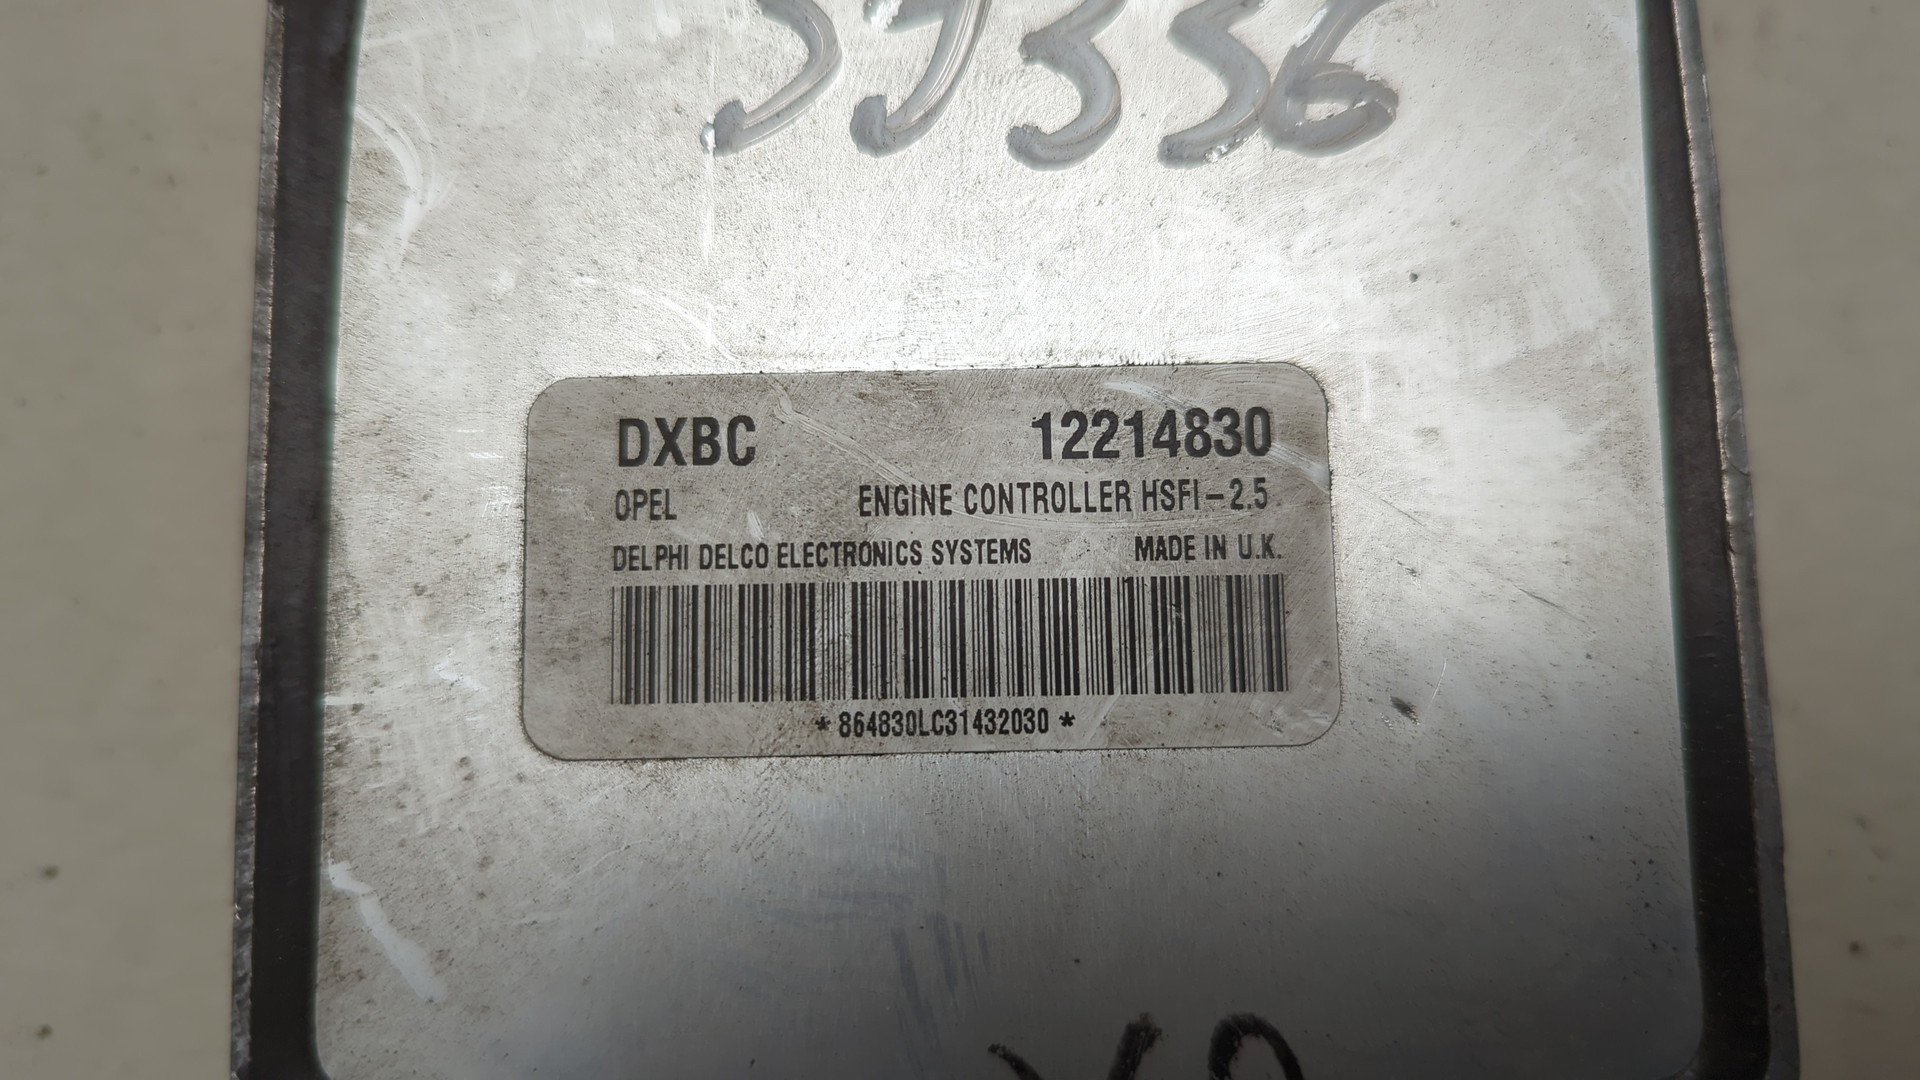 DXBC 12214830
OPEL ENGINE CONTROLLER HSFI-2.5
DELPHI DELCO ELECTRONICS SYSTEMS MADE IN U.K.
*864830LC31432030*